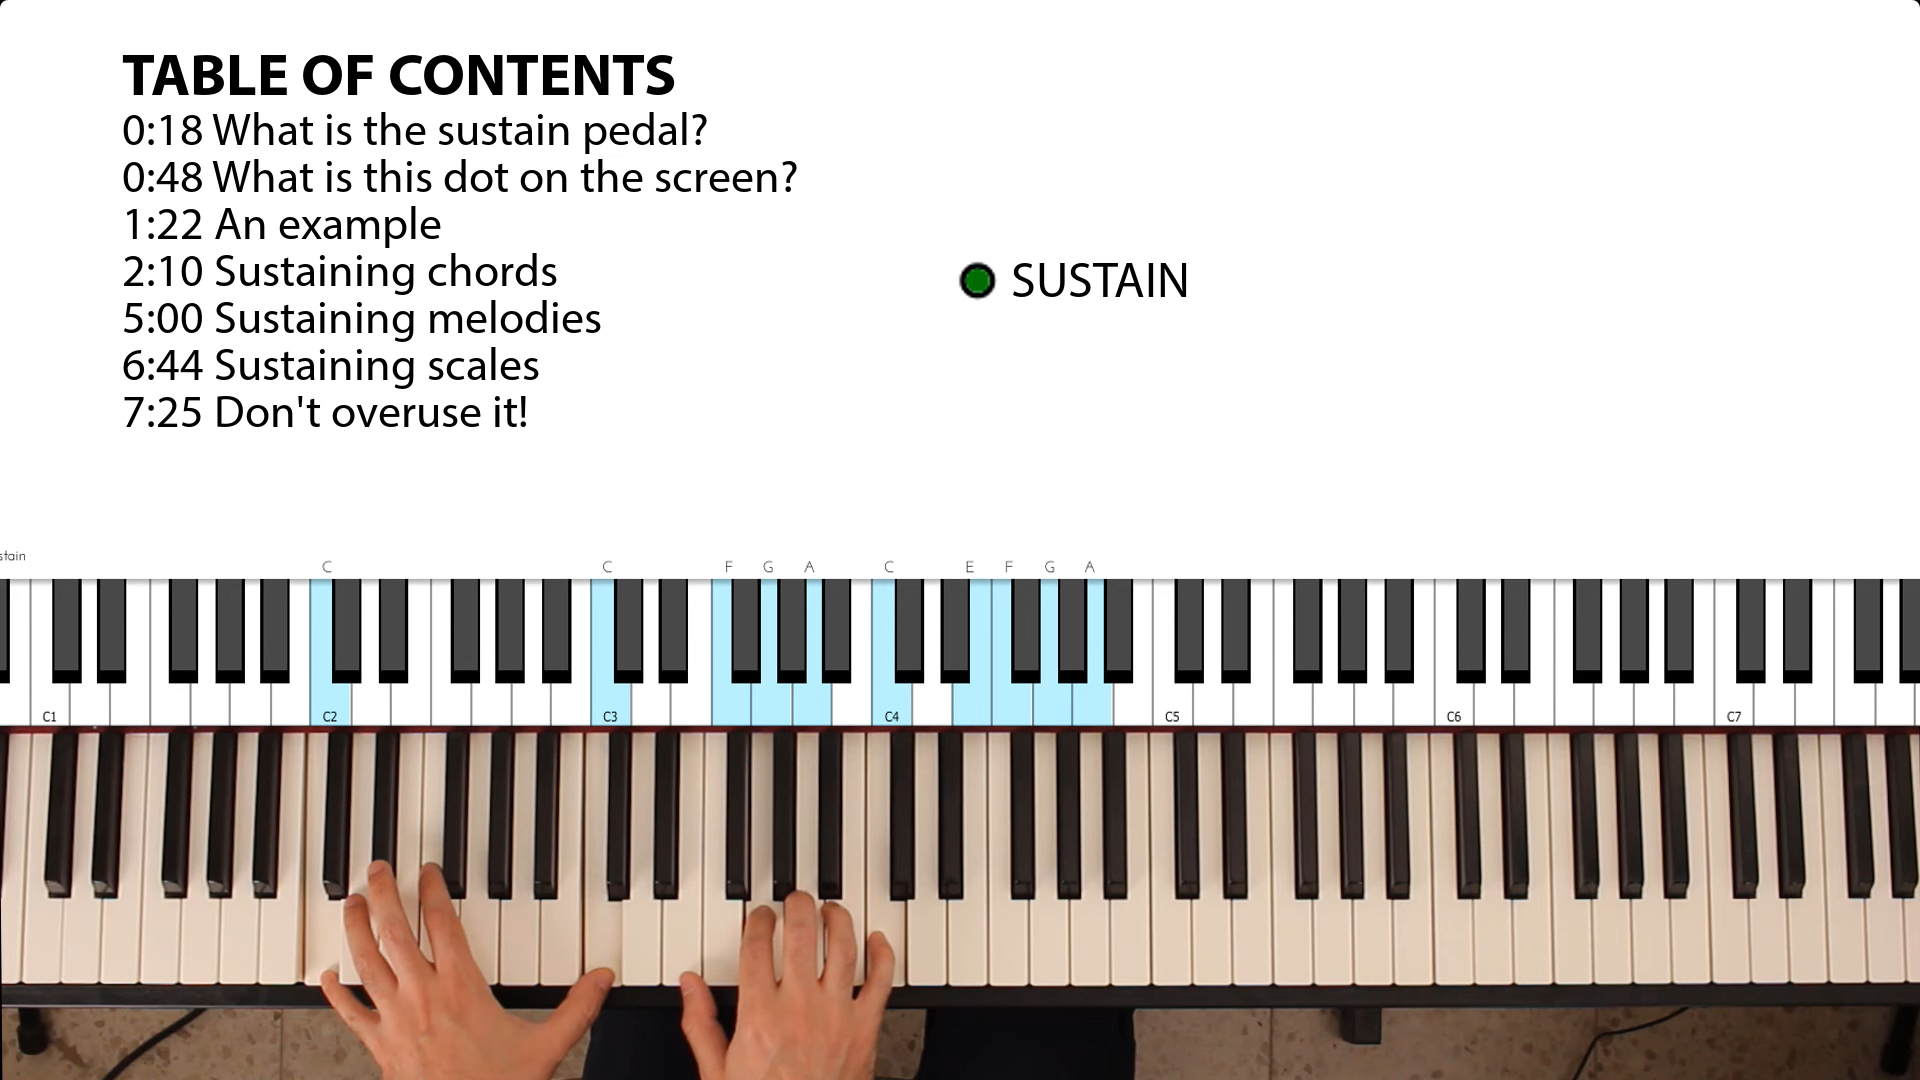 TABLE OF CONTENTS
0:18 What is the sustain pedal?
0:48 What is this dot on the screen?
1:22 An example
2:10 Sustaining chords
5:00 Sustaining melodies
6:44 Sustaining scales
7:25 Don't overuse it!
SUSTAIN
stain
C C F G A C E F G A
C1 C2 C3 C4 C5 C6 C7